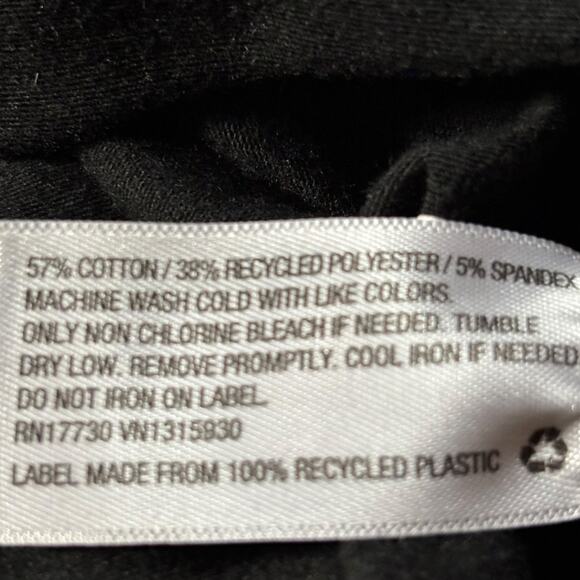 57% COTTON / 38% RECYCLED POLYESTER / 5% SPANDEX
MACHINE WASH COLD WITH LIKE COLORS.
ONLY NON CHLORINE BLEACH IF NEEDED. TUMBLE
DRY LOW. REMOVE PROMPTLY. COOL IRON IF NEEDED
DO NOT IRON ON LABEL.
RN17730 VN1315930
LABEL MADE FROM 100% RECYCLED PLASTIC